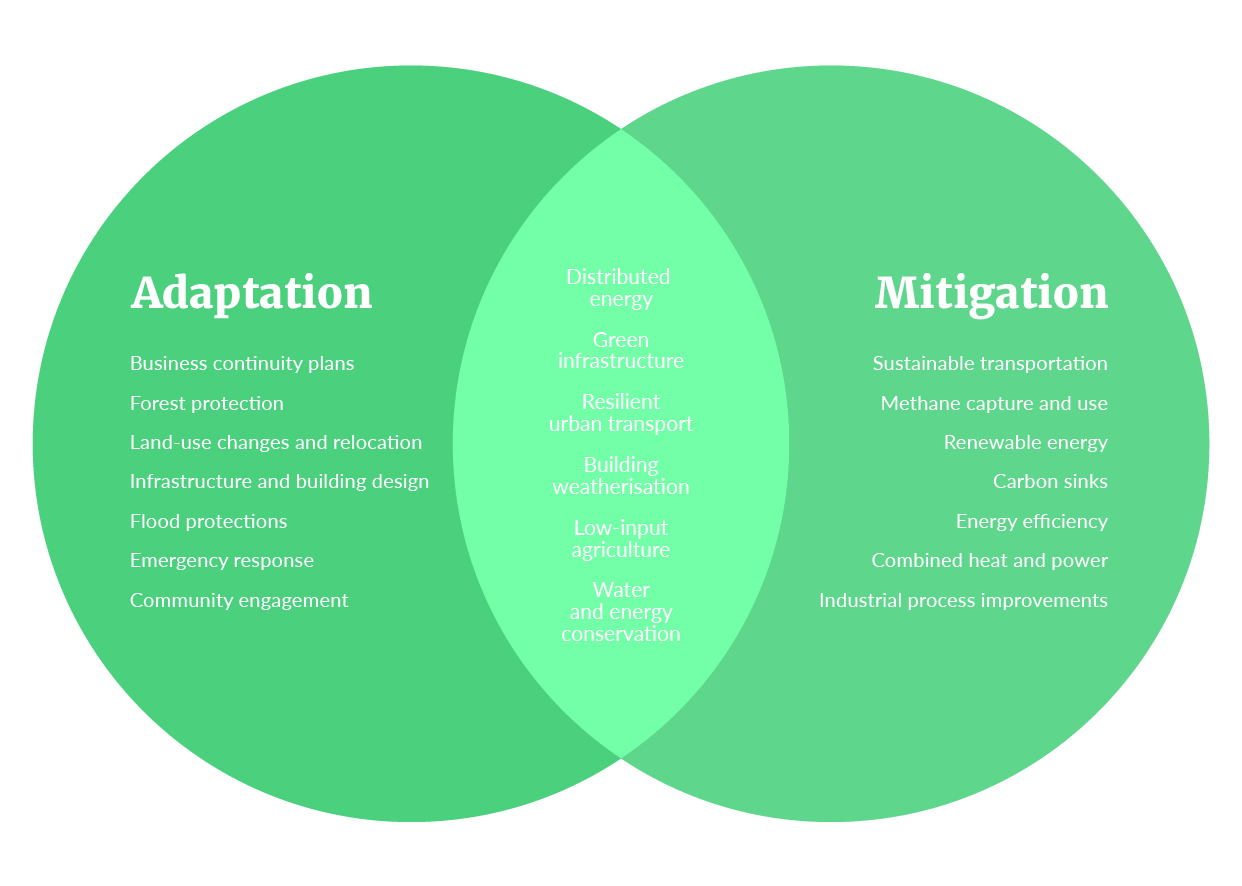 Adaptation
Business continuity plans
Forest protection
Land-use changes and relocation
Infrastructure and building design
Flood protections
Emergency response
Community engagement
Distributed
energy
Green
infrastructure
Resilient
urban transport
Building
weatherisation
Low-input
agriculture
Water
and energy
conservation
Mitigation
Sustainable transportation
Methane capture and use
Renewable energy
Carbon sinks
Energy efficiency
Combined heat and power
Industrial process improvements